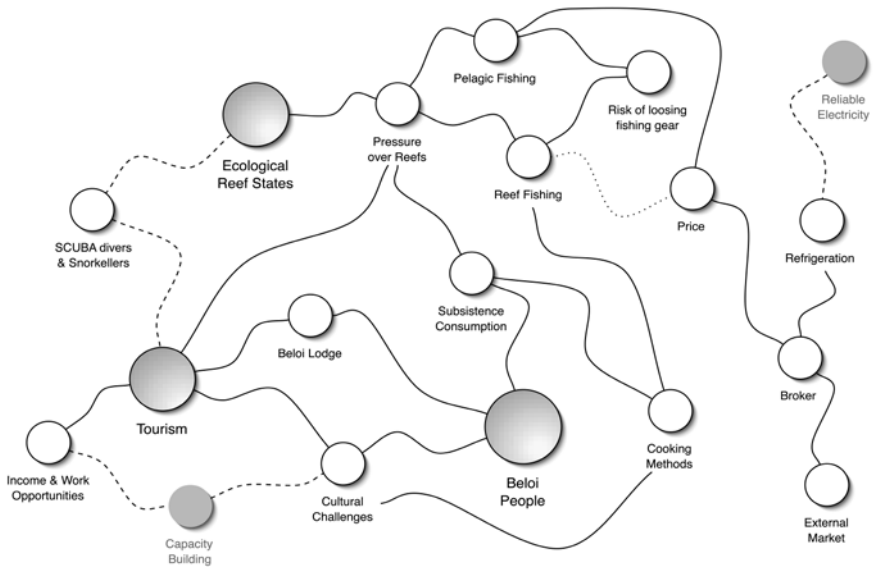 Pelagic Fishing
Risk of loosing
fishing gear
Reliable
Electricity
Pressure
over Reefs
Ecological
Reef States
Reef Fishing
Price
SCUBA divers
& Snorkellers
Refrigeration
Subsistence
Consumption
Beloi Lodge
Broker
Tourism
Cooking
Methods
Income & Work
Opportunities
Beloi
People
Cultural
Challenges
External
Market
Capacity
Building